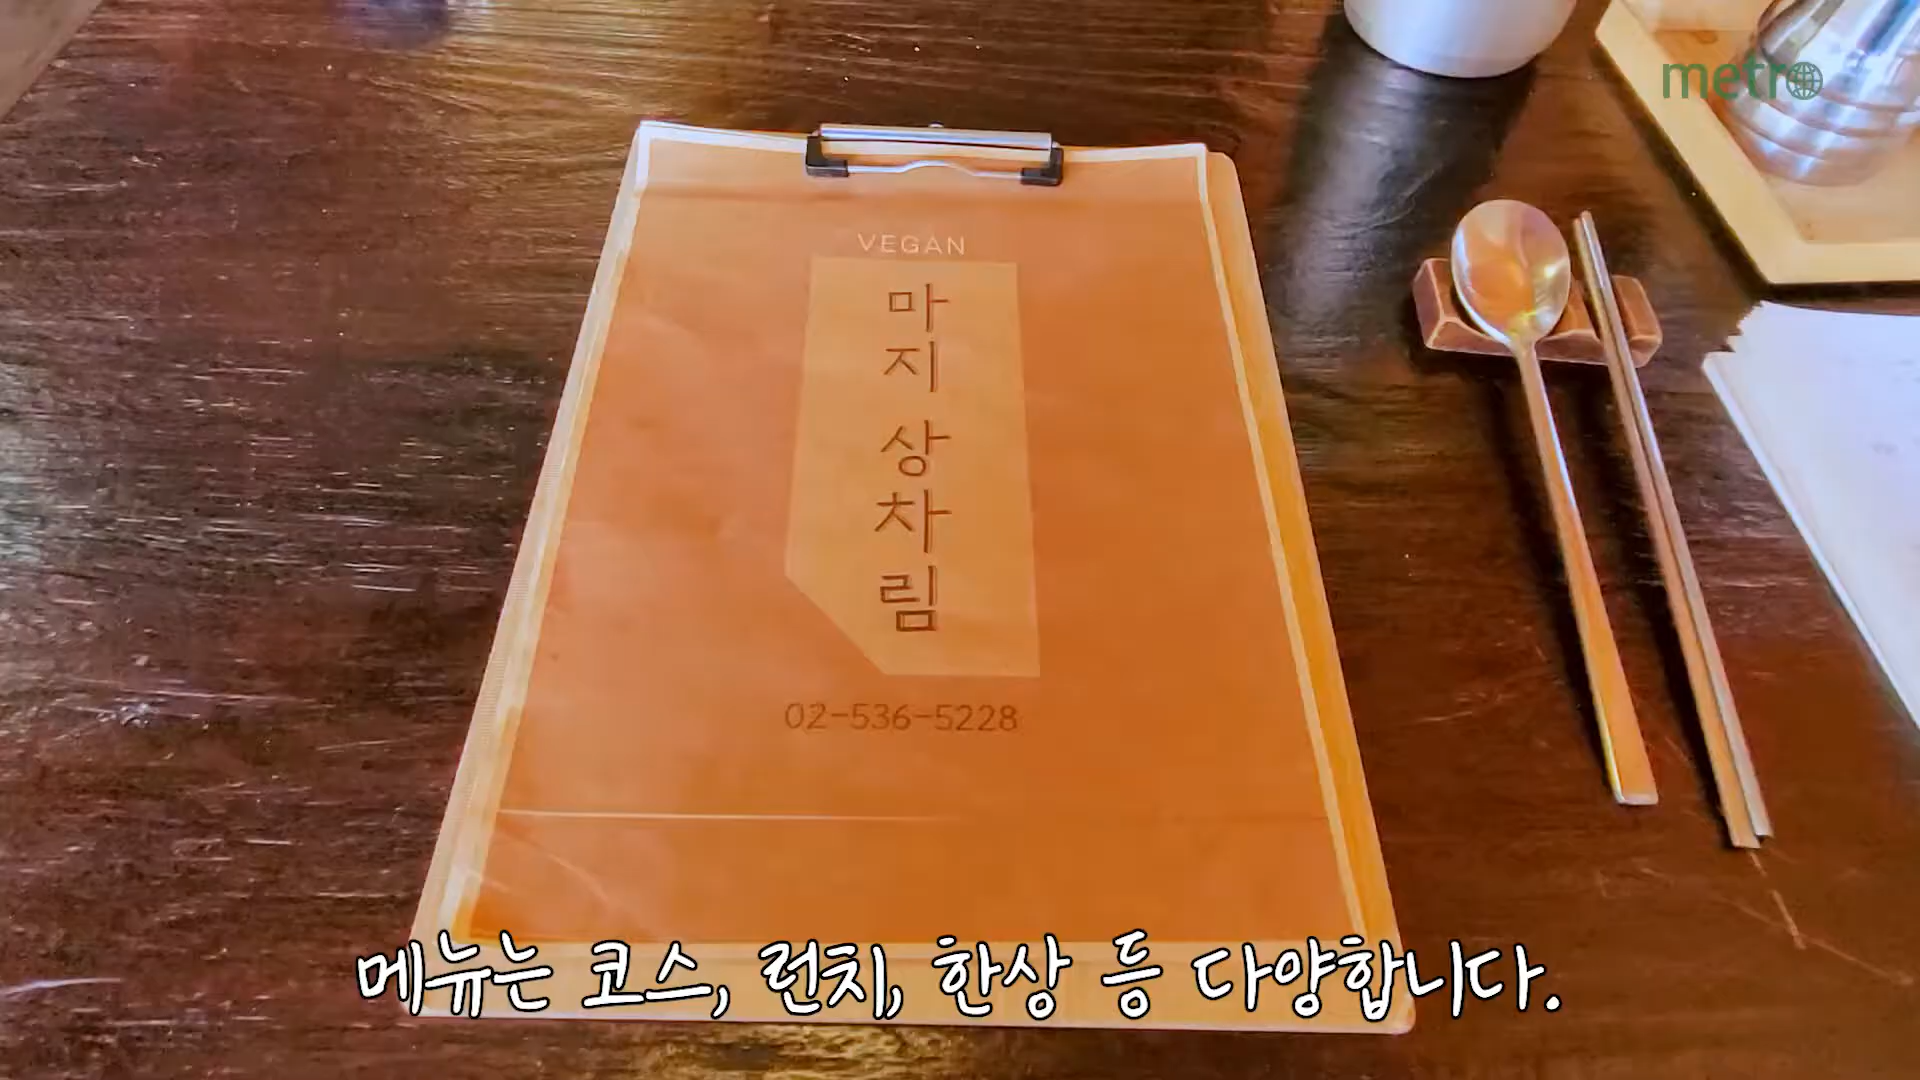 metro
VEGAN
마지 상차림
02-536-5228
메뉴는 코스, 런치, 한상 등 다양합니다.